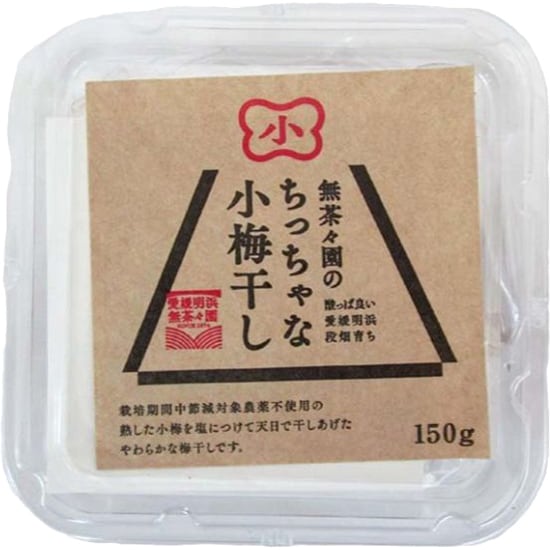 小
無茶々園の
ちっちゃな
小梅干し
酸っぱ良い
愛媛明浜
段畑育ち
愛媛明浜
無茶々園
SINCE 1974
栽培期間中節減対象農薬不使用の
熟した小梅を塩につけて天日で干しあげた
やわらかな梅干しです。
150g